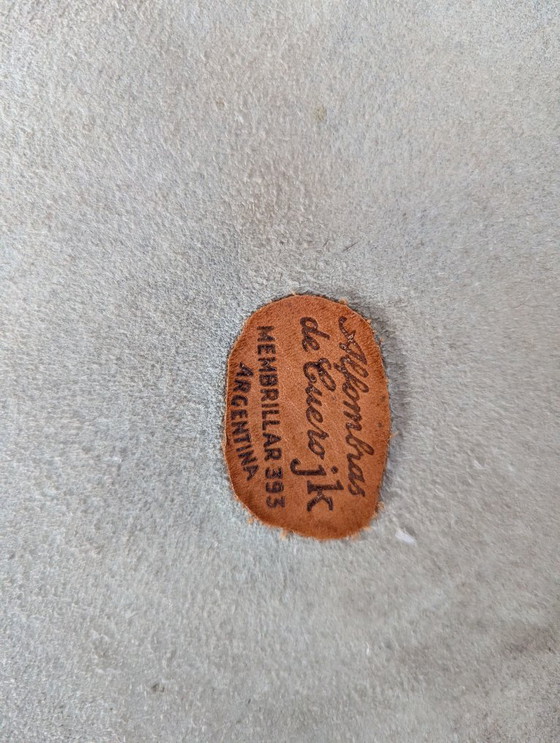 Alfombras
de Cuero jk
MEMBRILLAR 393
ARGENTINA